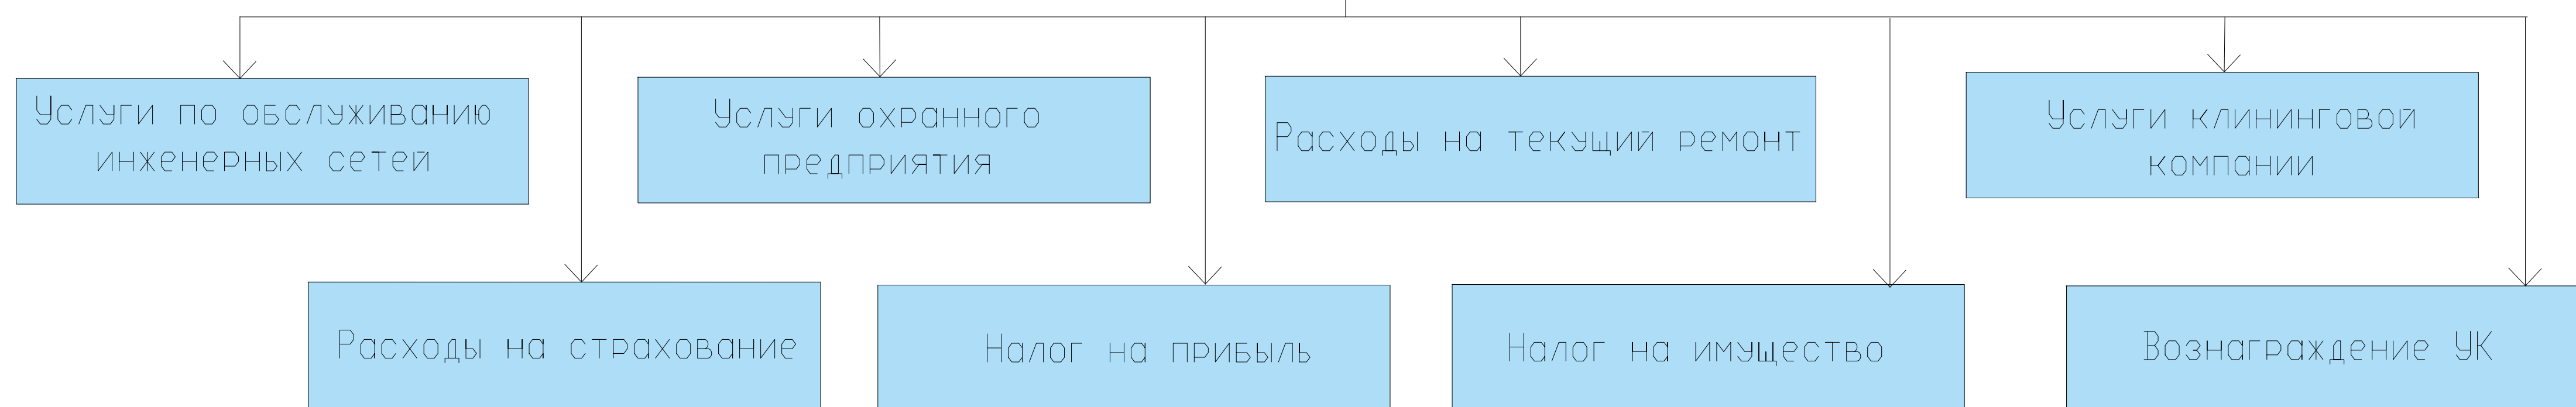 Услуги по обслуживанию
инженерных сетей
Услуги охранного
предприятия
Расходы на текущий ремонт
Услуги клининговой
компании
Расходы на страхование
Налог на прибыль
Налог на имущество
Вознаграждение УК